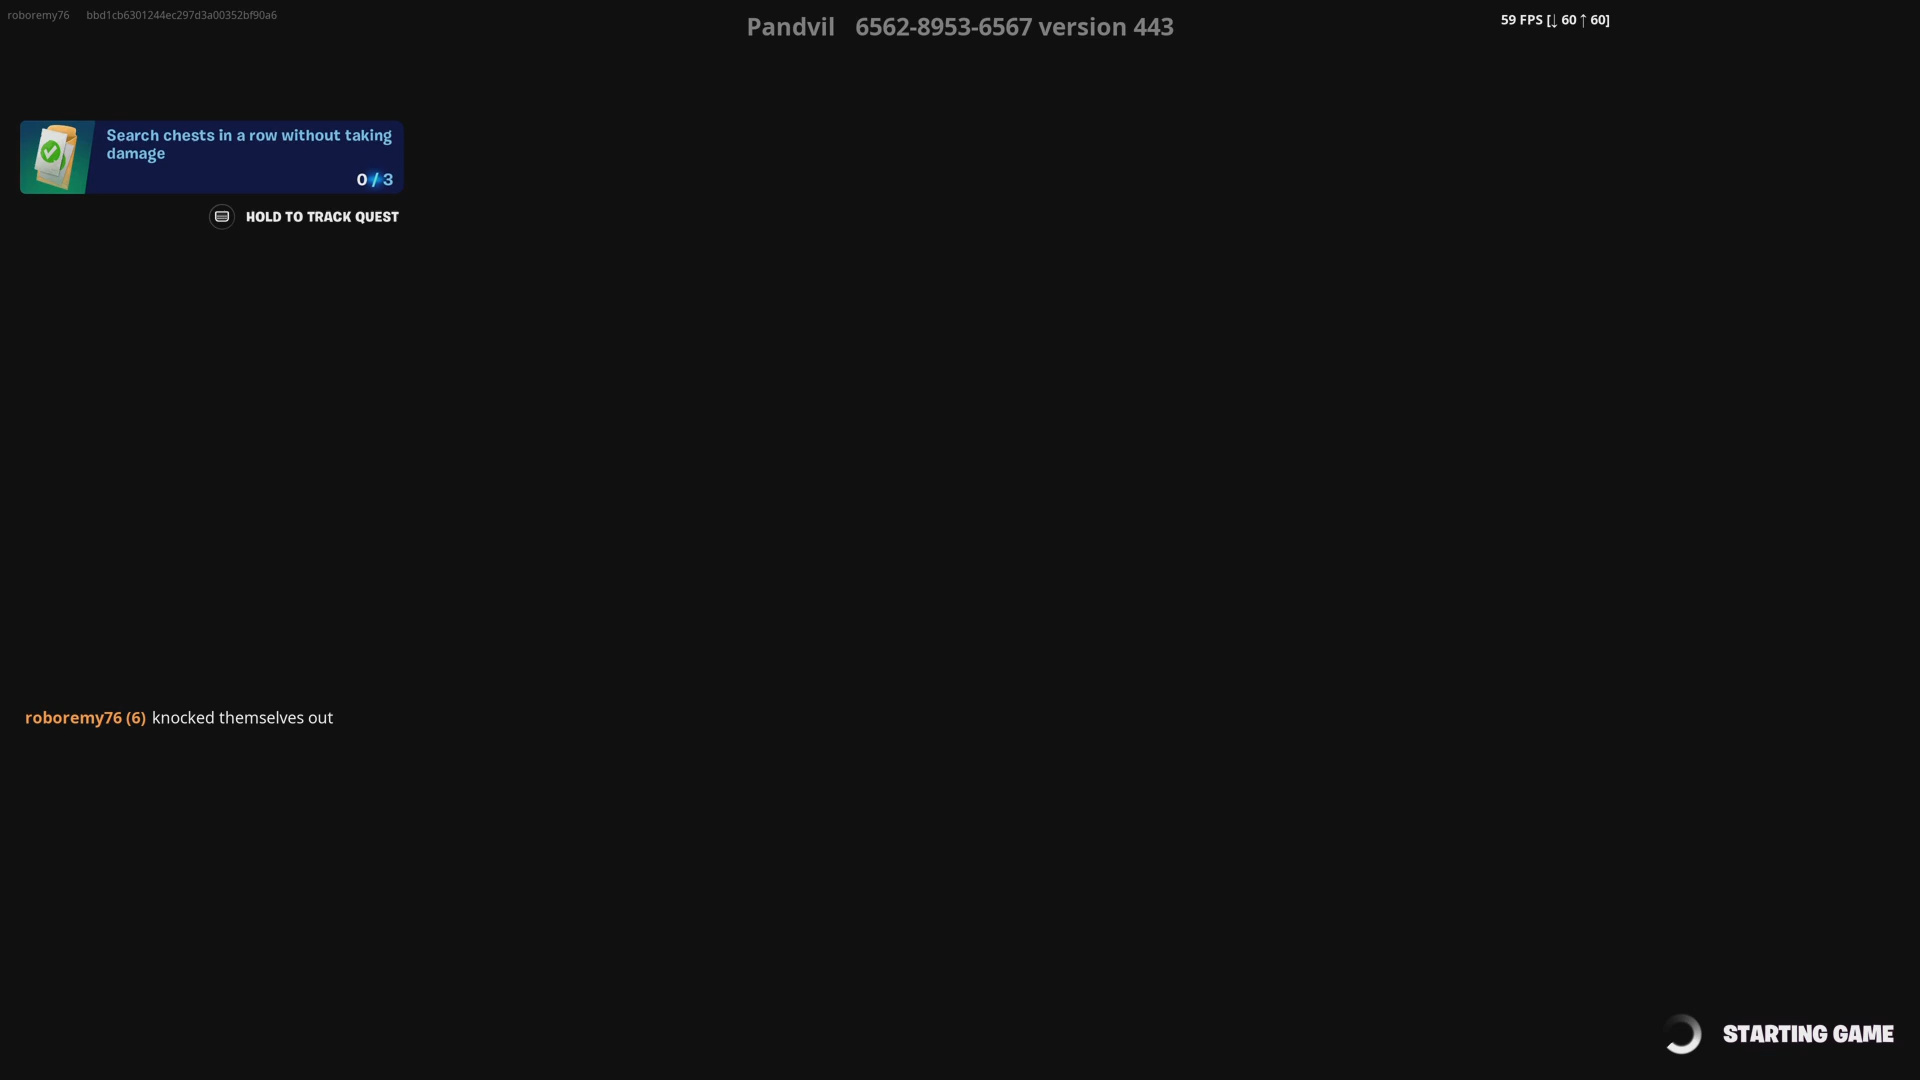 roboremy76 bbd1cb6301244ec297d3a00352bf90a6
Pandvil 6562-8953-6567 version 443
59 FPS [↓ 60 ↑ 60]
Search chests in a row without taking
damage
0/3
HOLD TO TRACK QUEST
roboremy76 (6) knocked themselves out
STARTING GAME